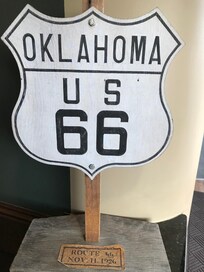 OKLAHOMA
U S
66
ROUTE 66
NOV. 11, 1926